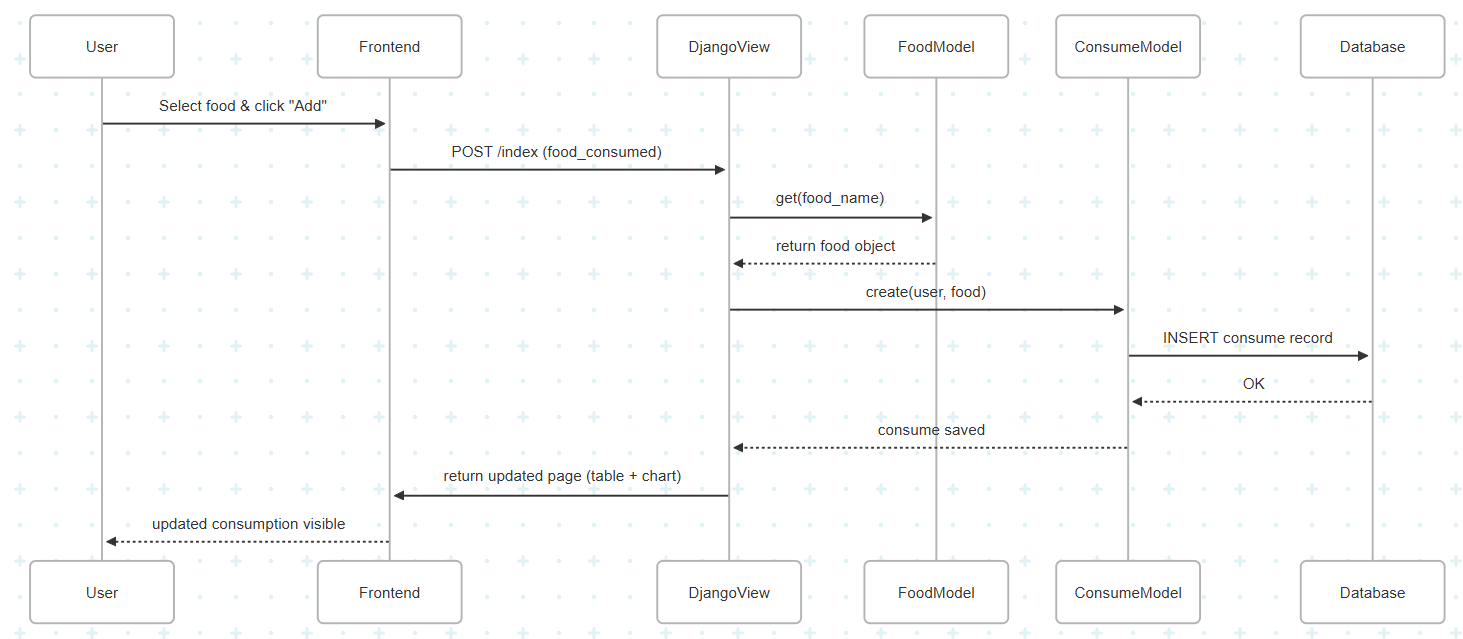 User
Frontend
DjangoView
FoodModel
ConsumeModel
Database
Select food & click "Add"
POST /index (food_consumed)
get(food_name)
return food object
create(user, food)
INSERT consume record
OK
consume saved
return updated page (table + chart)
updated consumption visible
User
Frontend
DjangoView
FoodModel
ConsumeModel
Database